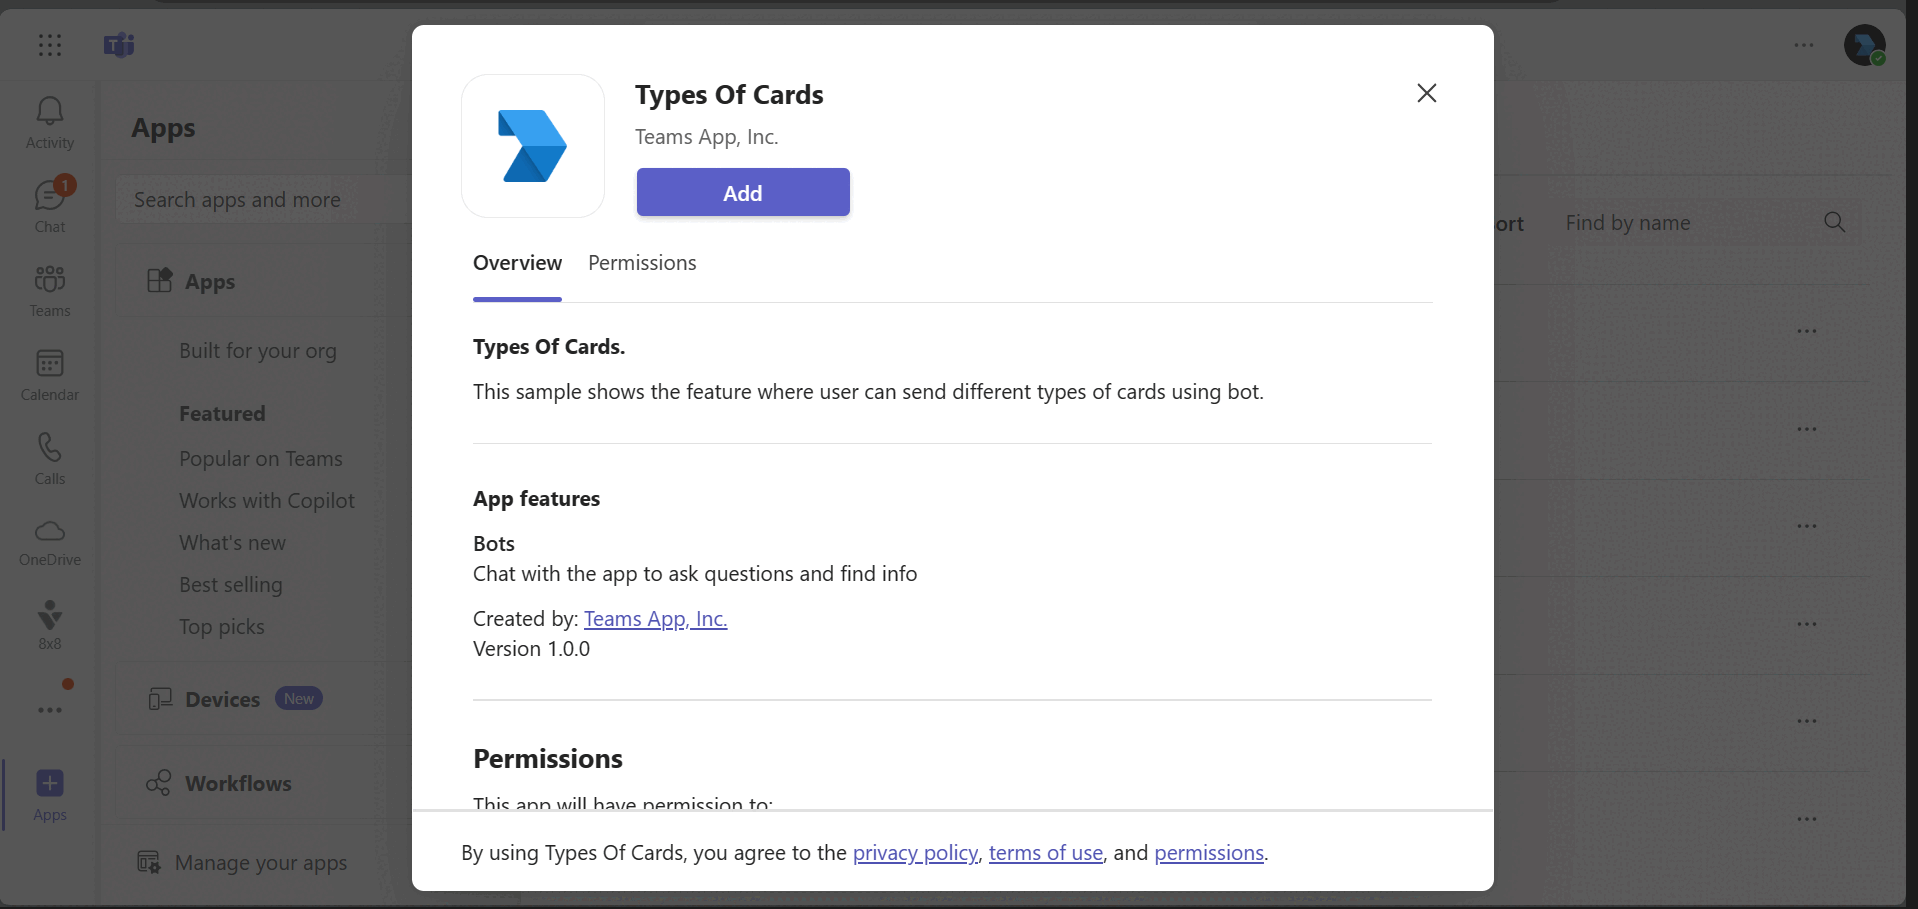 Activity
1
Chat
Teams
Calendar
Calls
OneDrive
8x8
Apps
Apps
Search apps and more
Apps
Built for your org
Featured
Popular on Teams
Works with Copilot
What's new
Best selling
Top picks
Devices New
Workflows
Manage your apps
Types Of Cards
Teams App, Inc.
Add
Overview Permissions
Types Of Cards.
This sample shows the feature where user can send different types of cards using bot.
App features
Bots
Chat with the app to ask questions and find info
Created by: Teams App, Inc.
Version 1.0.0
Permissions
This app will have permission to:
By using Types Of Cards, you agree to the privacy policy, terms of use, and permissions.
ort Find by name